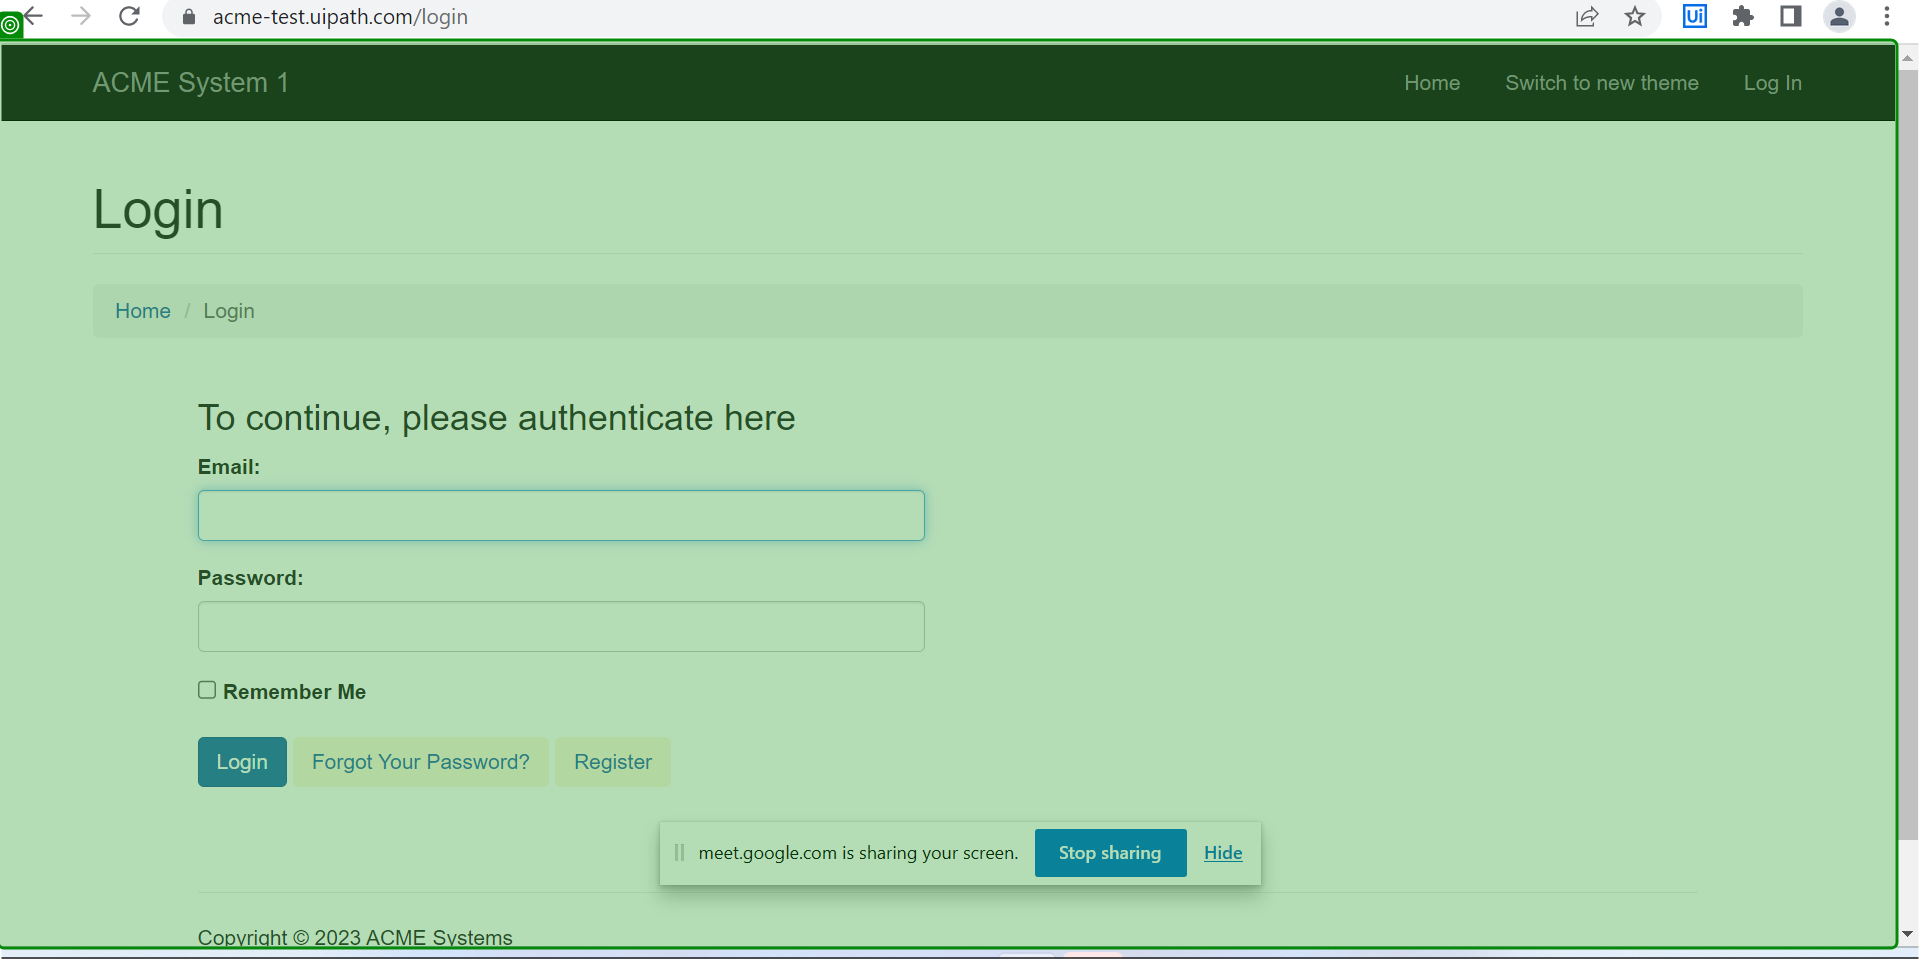 acme-test.uipath.com/login
Ui
ACME System 1
Home
Switch to new theme
Log In
Login
Home / Login
To continue, please authenticate here
Email:
Password:
Remember Me
Login
Forgot Your Password?
Register
meet.google.com is sharing your screen.
Stop sharing
Hide
Copyright © 2023 ACME Systems